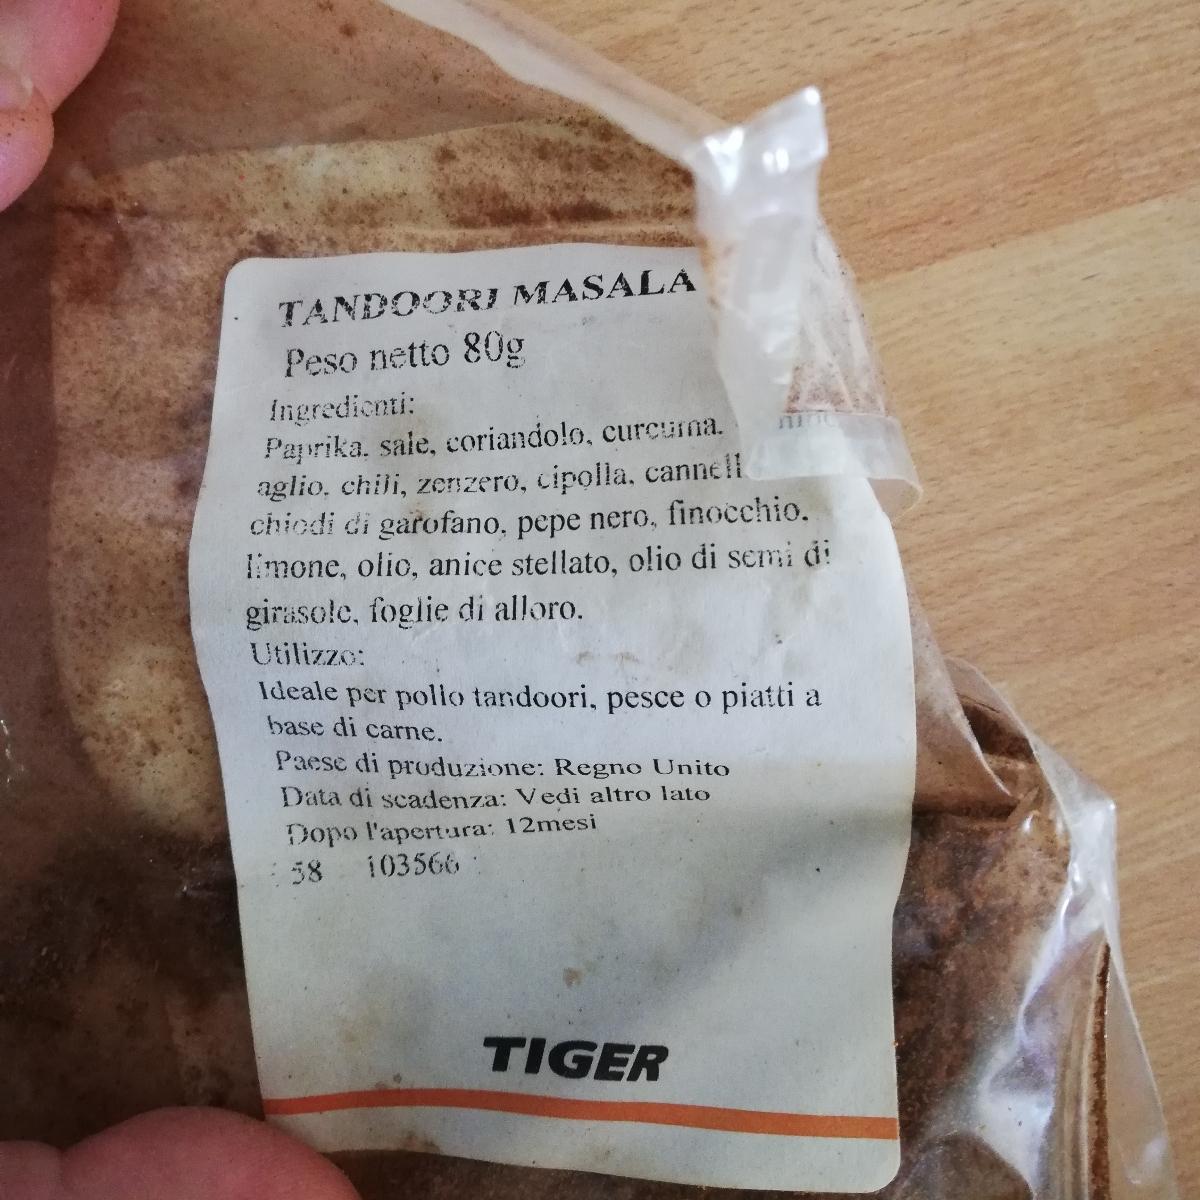 TANDOORI MASALA
Peso netto 80g
Ingredienti:
Paprika, sale, coriandolo, curcuma,
aglio, chili, zenzero, cipolla, cannell
chiodi di garofano, pepe nero, finocchio,
limone, olio, anice stellato, olio di semi di
girasole, foglie di alloro.
Utilizzo:
Ideale per pollo tandoori, pesce o piatti a
base di carne.
Paese di produzione: Regno Unito
Data di scadenza: Vedi altro lato
Dopo l'apertura: 12mesi
58 103566
TIGER